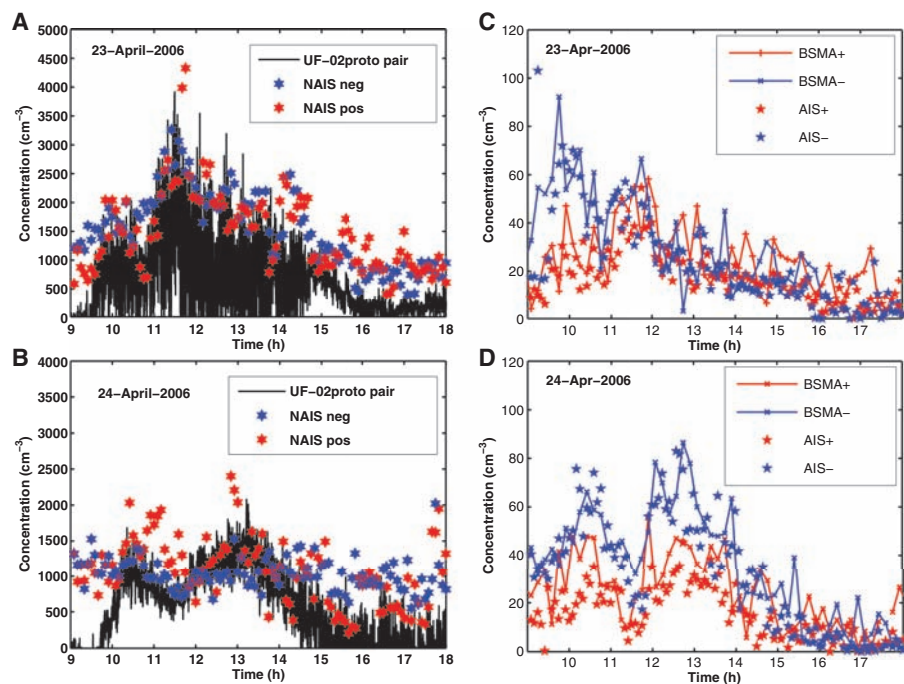 A
5000
4500
4000
3500
3000
2500
2000
1500
1000
500
0
Concentration (cm⁻³)
23–April–2006
UF–02proto pair
NAIS neg
NAIS pos
9 10 11 12 13 14 15 16 17 18
Time (h)
C
120
100
80
60
40
20
0
Concentration (cm⁻³)
23–Apr–2006
BSMA+
BSMA–
AIS+
AIS–
10 11 12 13 14 15 16 17
Time (h)
B
4000
3500
3000
2500
2000
1500
1000
500
0
Concentration (cm⁻³)
24–April–2006
UF–02proto pair
NAIS neg
NAIS pos
9 10 11 12 13 14 15 16 17 18
Time (h)
D
120
100
80
60
40
20
0
Concentration (cm⁻³)
24–Apr–2006
BSMA+
BSMA–
AIS+
AIS–
10 11 12 13 14 15 16 17
Time (h)